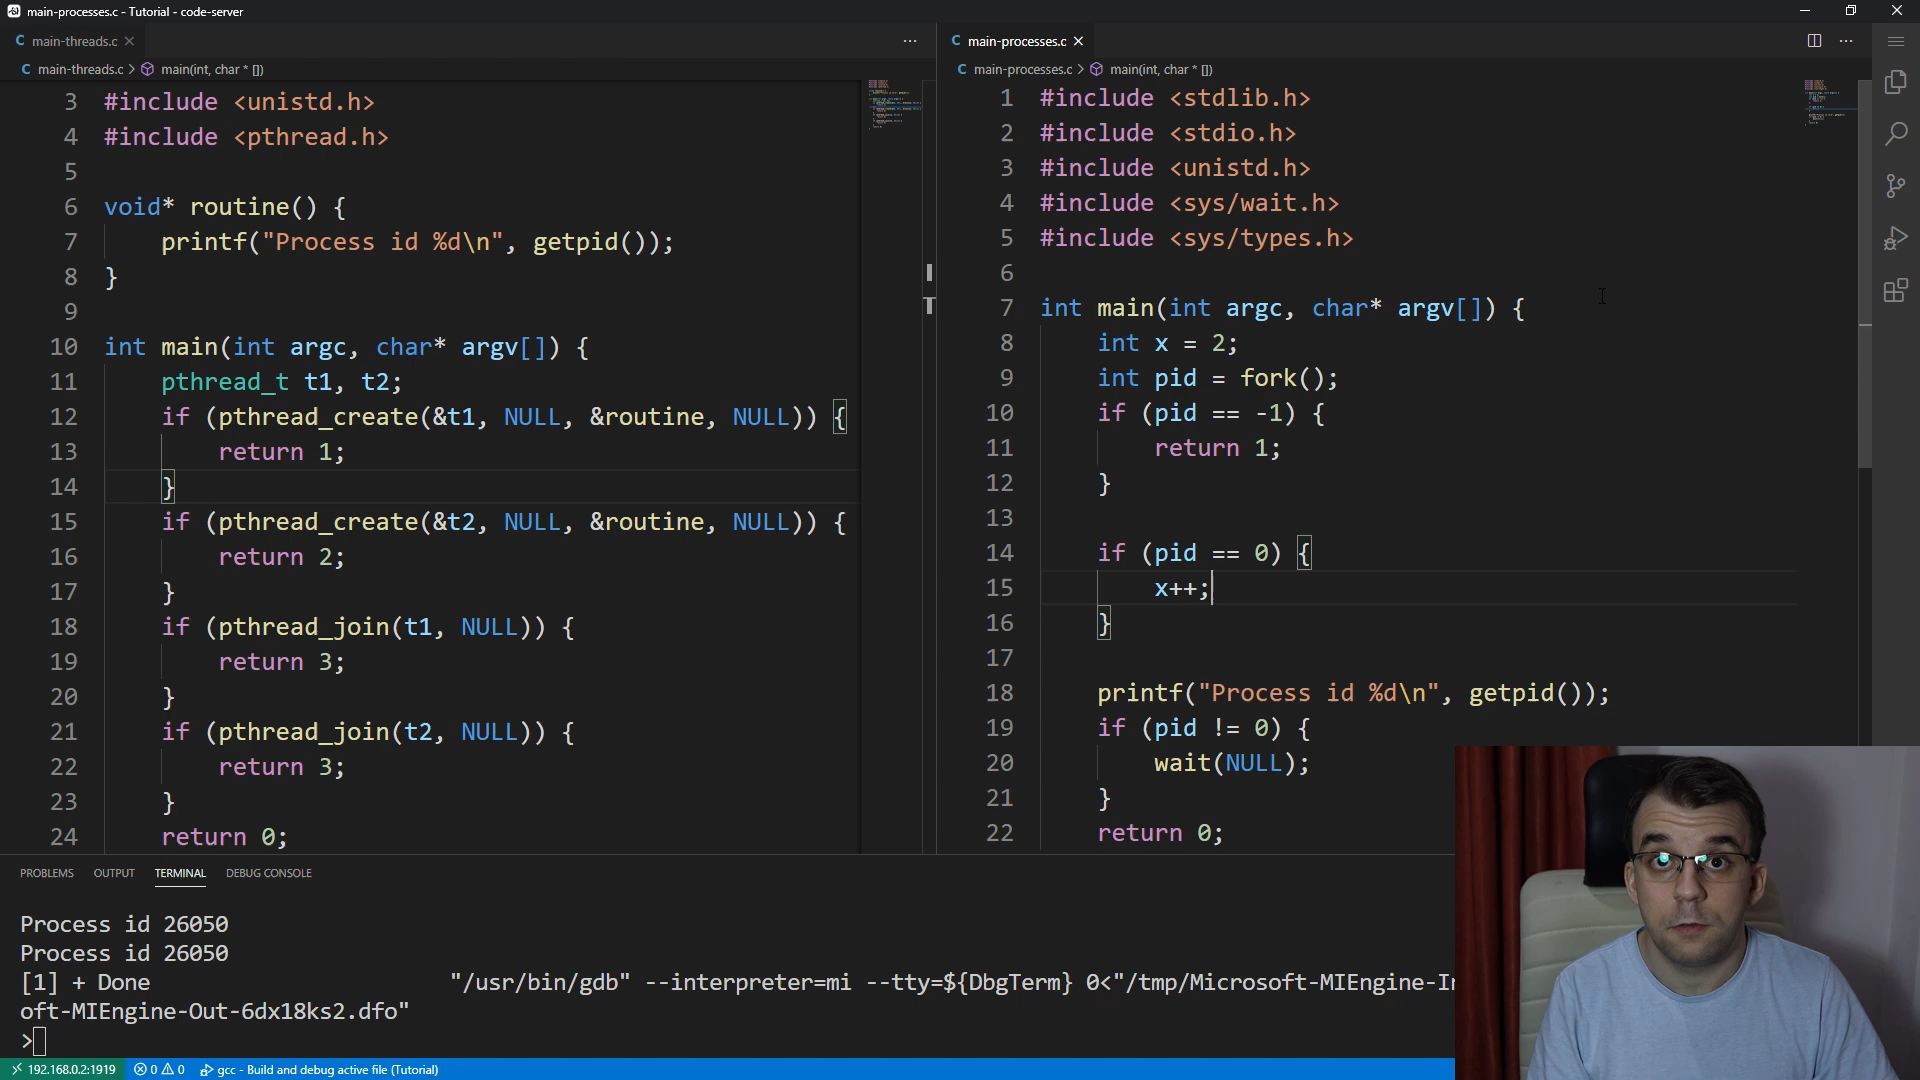 main-processes.c - Tutorial - code-server
main-threads.c
main-threads.c > main(int, char * [])
3 #include <unistd.h>
4 #include <pthread.h>
5
6 void* routine() {
7 printf("Process id %d\n", getpid());
8 }
9
10 int main(int argc, char* argv[]) {
11 pthread_t t1, t2;
12 if (pthread_create(&t1, NULL, &routine, NULL)) {
13 return 1;
14 }
15 if (pthread_create(&t2, NULL, &routine, NULL)) {
16 return 2;
17 }
18 if (pthread_join(t1, NULL)) {
19 return 3;
20 }
21 if (pthread_join(t2, NULL)) {
22 return 3;
23 }
24 return 0;
main-processes.c
main-processes.c > main(int, char * [])
1 #include <stdlib.h>
2 #include <stdio.h>
3 #include <unistd.h>
4 #include <sys/wait.h>
5 #include <sys/types.h>
6
7 int main(int argc, char* argv[]) {
8 int x = 2;
9 int pid = fork();
10 if (pid == -1) {
11 return 1;
12 }
13
14 if (pid == 0) {
15 x++;
16 }
17
18 printf("Process id %d\n", getpid());
19 if (pid != 0) {
20 wait(NULL);
21 }
22 return 0;
PROBLEMS OUTPUT TERMINAL DEBUG CONSOLE
Process id 26050
Process id 26050
[1] + Done "/usr/bin/gdb" --interpreter=mi --tty=${DbgTerm} 0<"/tmp/Microsoft-MIEngine-In
oft-MIEngine-Out-6dx18ks2.dfo"
>
192.168.0.2:1919 0 0 gcc - Build and debug active file (Tutorial)